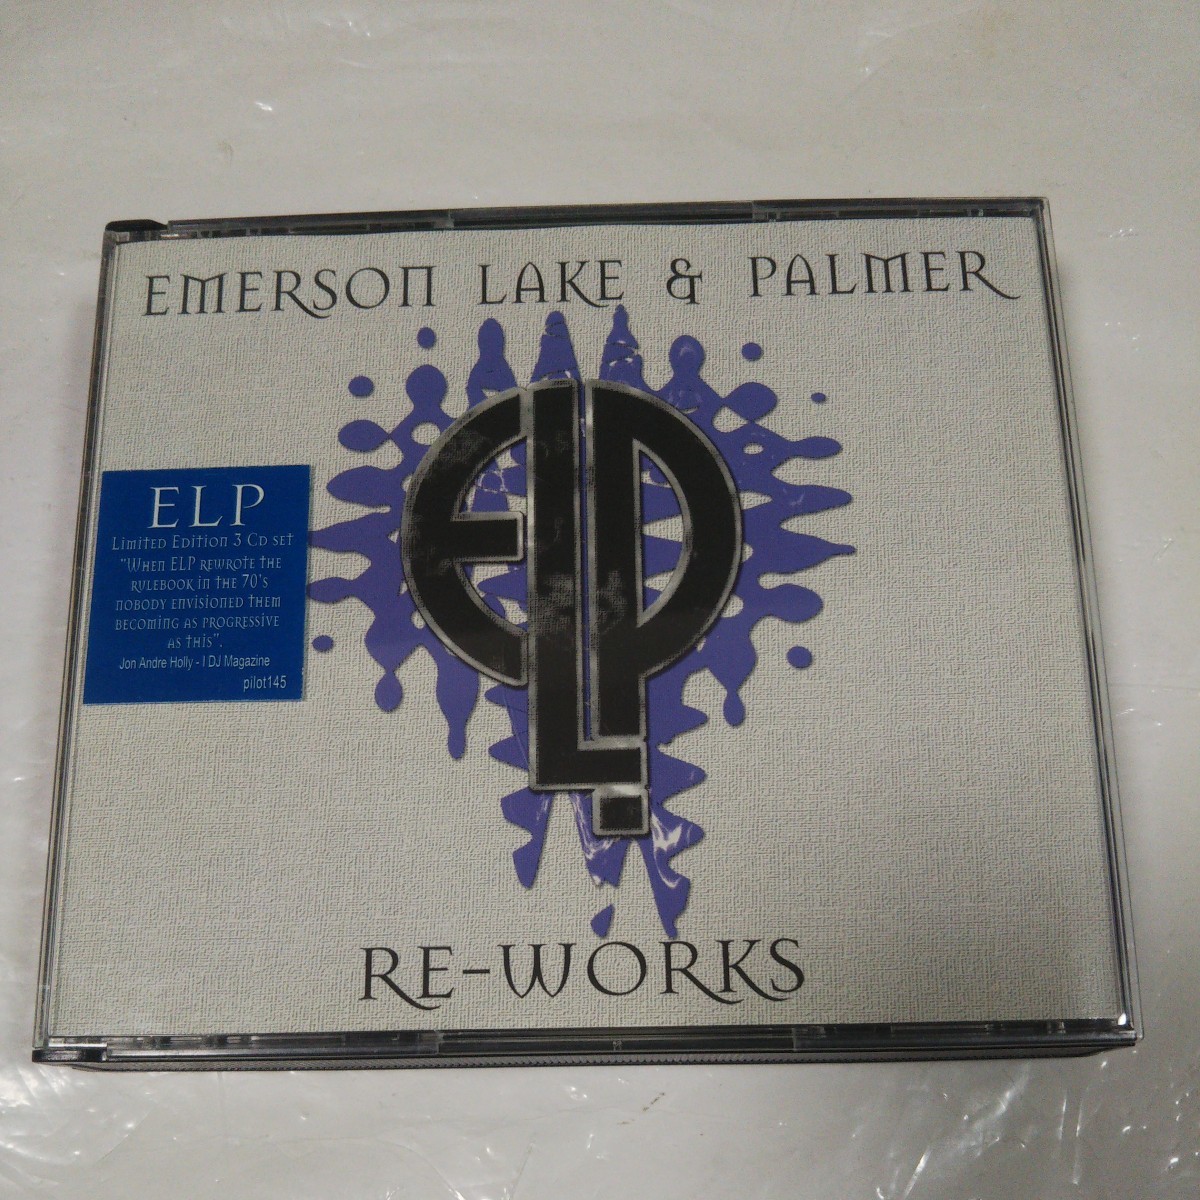 EMERSON LAKE & PALMER
ELP
ELP
LIMITED EDITION 3 CD SET
"WHEN ELP REWROTE THE
RULEBOOK IN THE 70'S
NOBODY ENVISIONED THEM
BECOMING AS PROGRESSIVE
AS THIS".
Jon Andre Holly - I DJ Magazine
pilot145
RE-WORKS